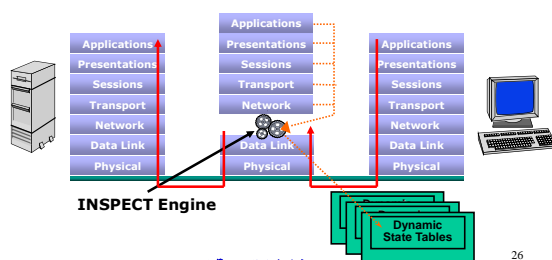 Applications
Presentations
Sessions
Transport
Network
Data Link
Physical
Applications
Presentations
Sessions
Transport
Network
Data Link
Physical
Applications
Presentations
Sessions
Transport
Network
Data Link
Physical
INSPECT Engine
Dynamic
State Tables
26